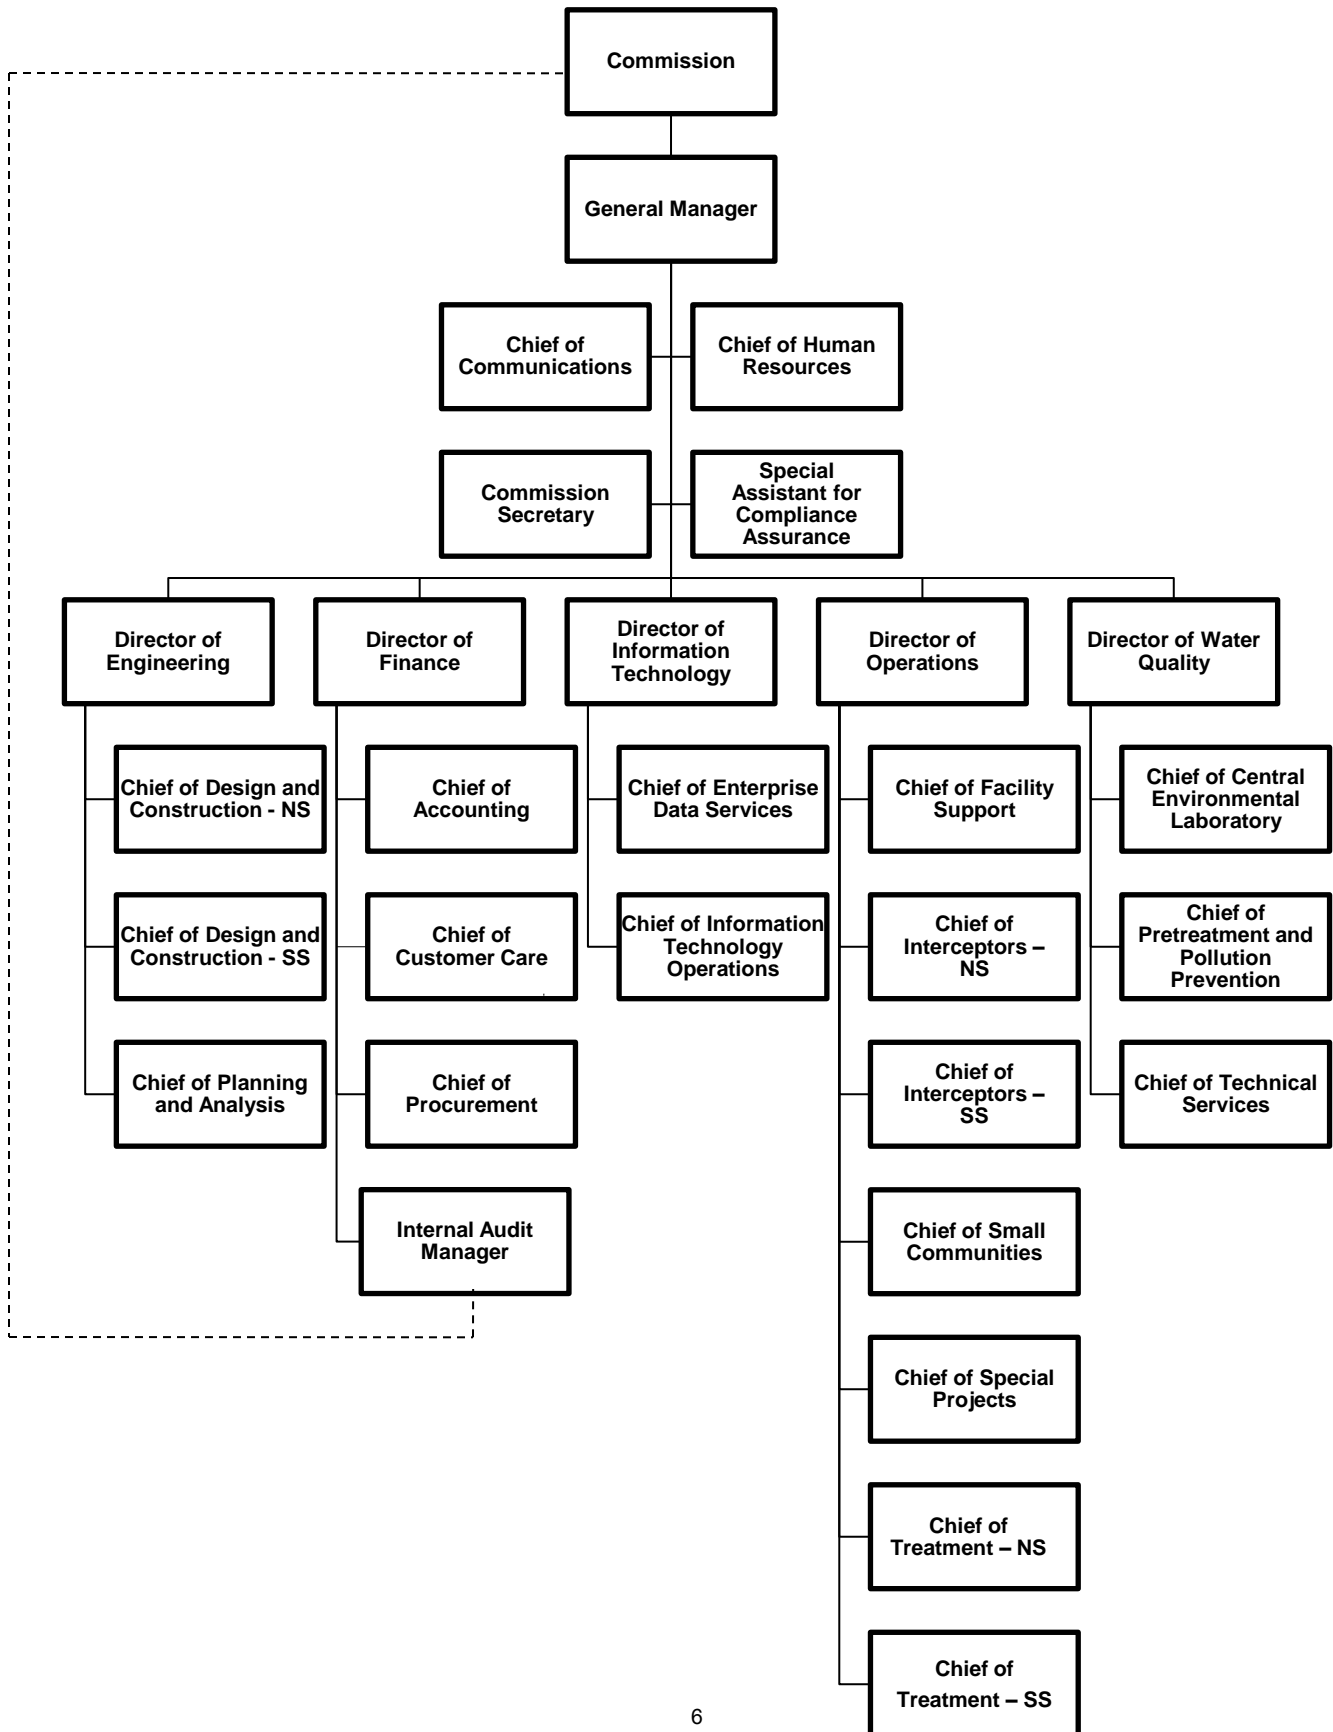 Commission
General Manager
Chief of
Communications
Chief of Human
Resources
Commission
Secretary
Special
Assistant for
Compliance
Assurance
Director of
Engineering
Director of
Finance
Director of
Information
Technology
Director of
Operations
Director of Water
Quality
Chief of Design and
Construction - NS
Chief of Accounting
Chief of Enterprise
Data Services
Chief of Facility
Support
Chief of Central
Environmental
Laboratory
Chief of Design and
Construction - SS
Chief of
Customer Care
Chief of Information
Technology
Operations
Chief of
Interceptors –
NS
Chief of
Pretreatment and
Pollution
Prevention
Chief of Planning
and Analysis
Chief of
Procurement
Chief of
Interceptors –
SS
Chief of Technical
Services
Internal Audit
Manager
Chief of Small
Communities
Chief of Special
Projects
Chief of
Treatment – NS
Chief of
Treatment – SS
6